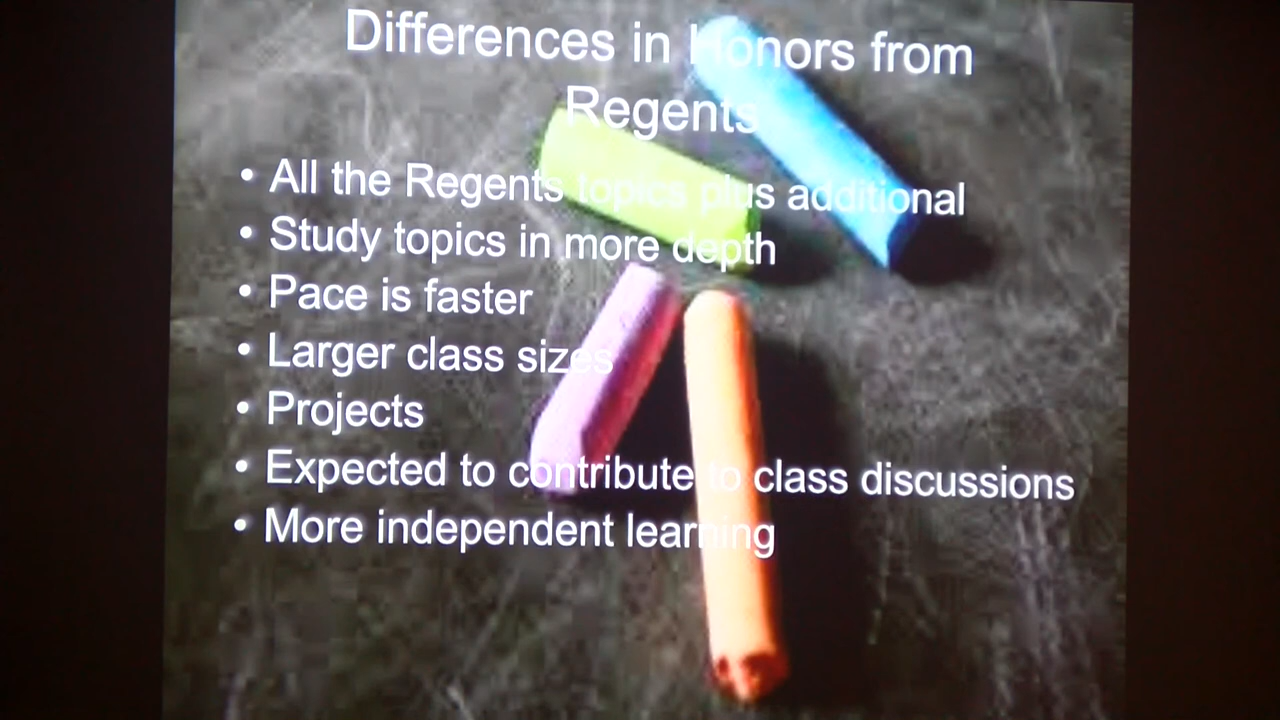 Differences in Honors from
Regents
• All the Regents topics plus additional
• Study topics in more depth
• Pace is faster
• Larger class sizes
• Projects
• Expected to contribute to class discussions
• More independent learning